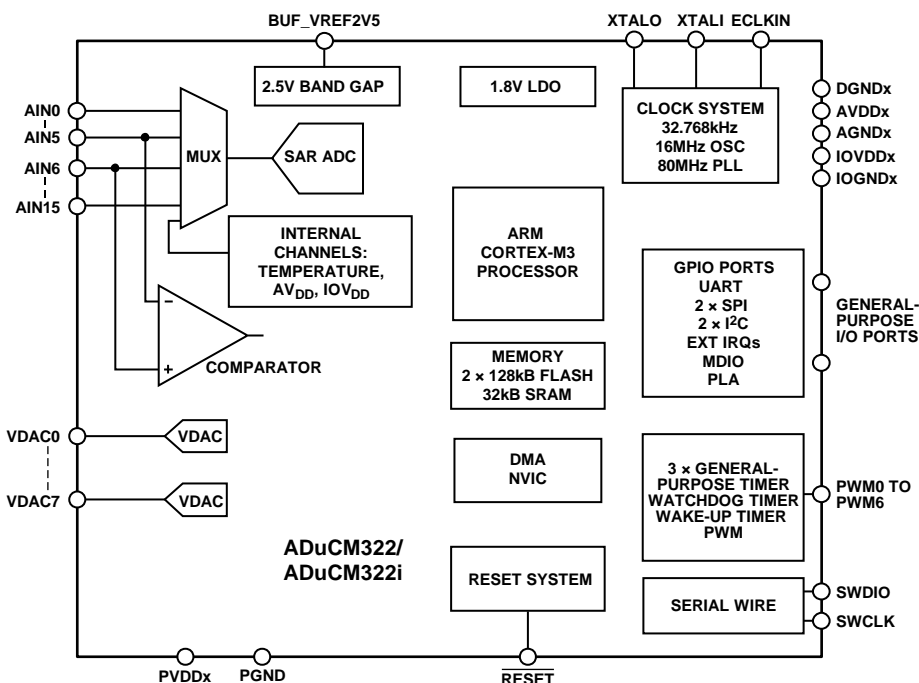 BUF_VREF2V5
XTALO
XTALI
ECLKIN
2.5V BAND GAP
1.8V LDO
CLOCK SYSTEM
32.768kHz
16MHz OSC
80MHz PLL
DGNDx
AVDDx
AGNDx
IOVDDx
IOGNDx
AIN0
AIN5
AIN6
AIN15
MUX
SAR ADC
INTERNAL
CHANNELS:
TEMPERATURE,
AVDD, IOVDD
ARM
CORTEX-M3
PROCESSOR
GPIO PORTS
UART
2 × SPI
2 × I2C
EXT IRQs
MDIO
PLA
GENERAL-
PURPOSE
I/O PORTS
−
+
COMPARATOR
MEMORY
2 × 128kB FLASH
32kB SRAM
VDAC0
VDAC
VDAC7
VDAC
DMA
NVIC
3 × GENERAL-
PURPOSE TIMER
WATCHDOG TIMER
WAKE-UP TIMER
PWM
PWM0 TO
PWM6
ADuCM322/
ADuCM322i
RESET SYSTEM
SERIAL WIRE
SWDIO
SWCLK
PVDDx
PGND
RESET